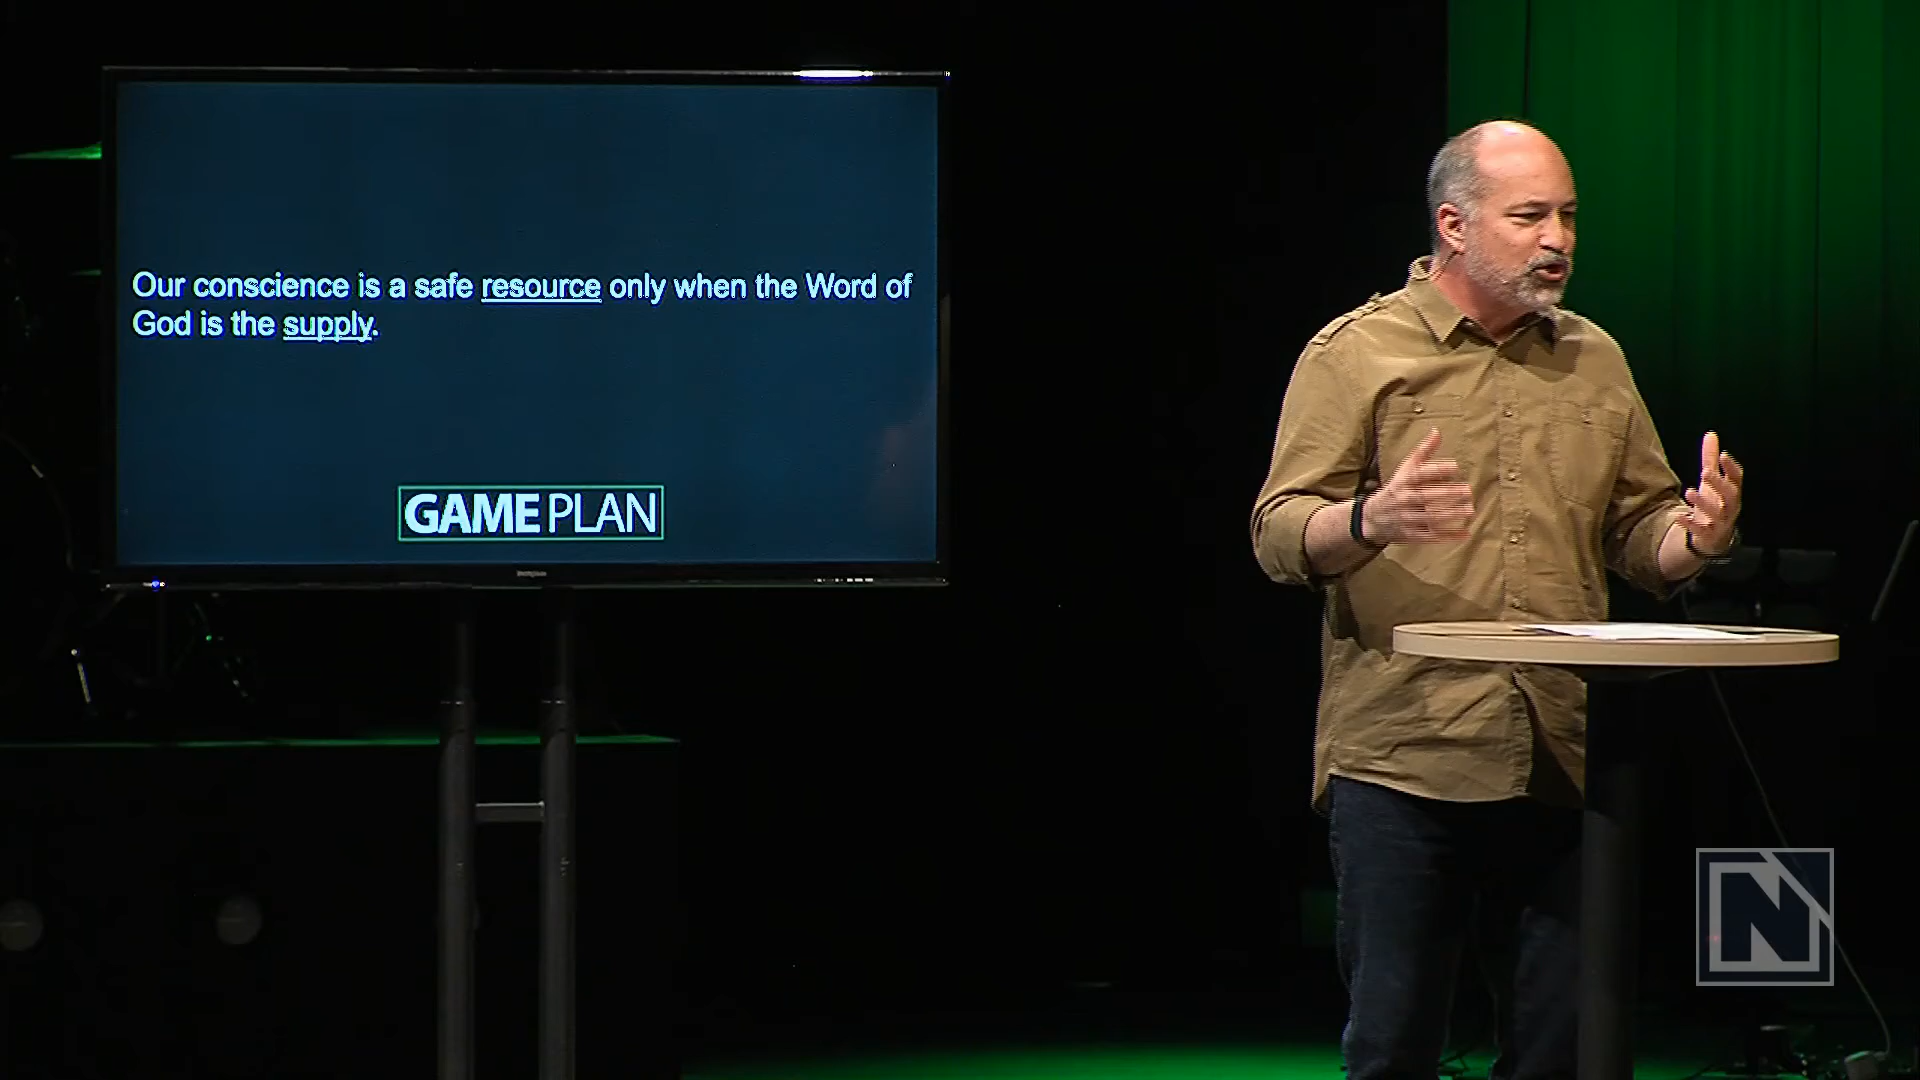 Our conscience is a safe resource only when the Word of
God is the supply.
GAME PLAN
N